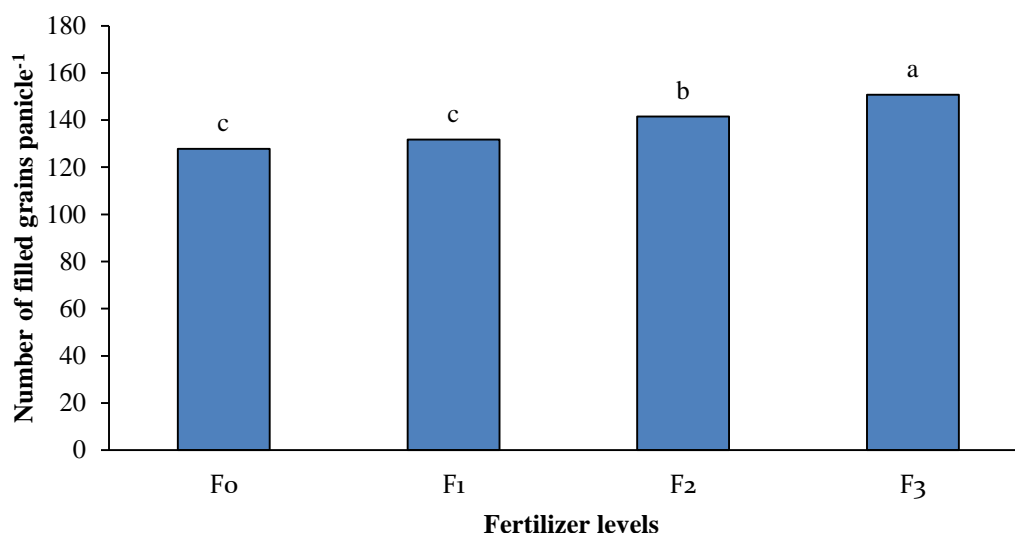 Number of filled grains panicle⁻¹
180
160
140
120
100
80
60
40
20
0
c
c
b
a
F0
F1
F2
F3
Fertilizer levels